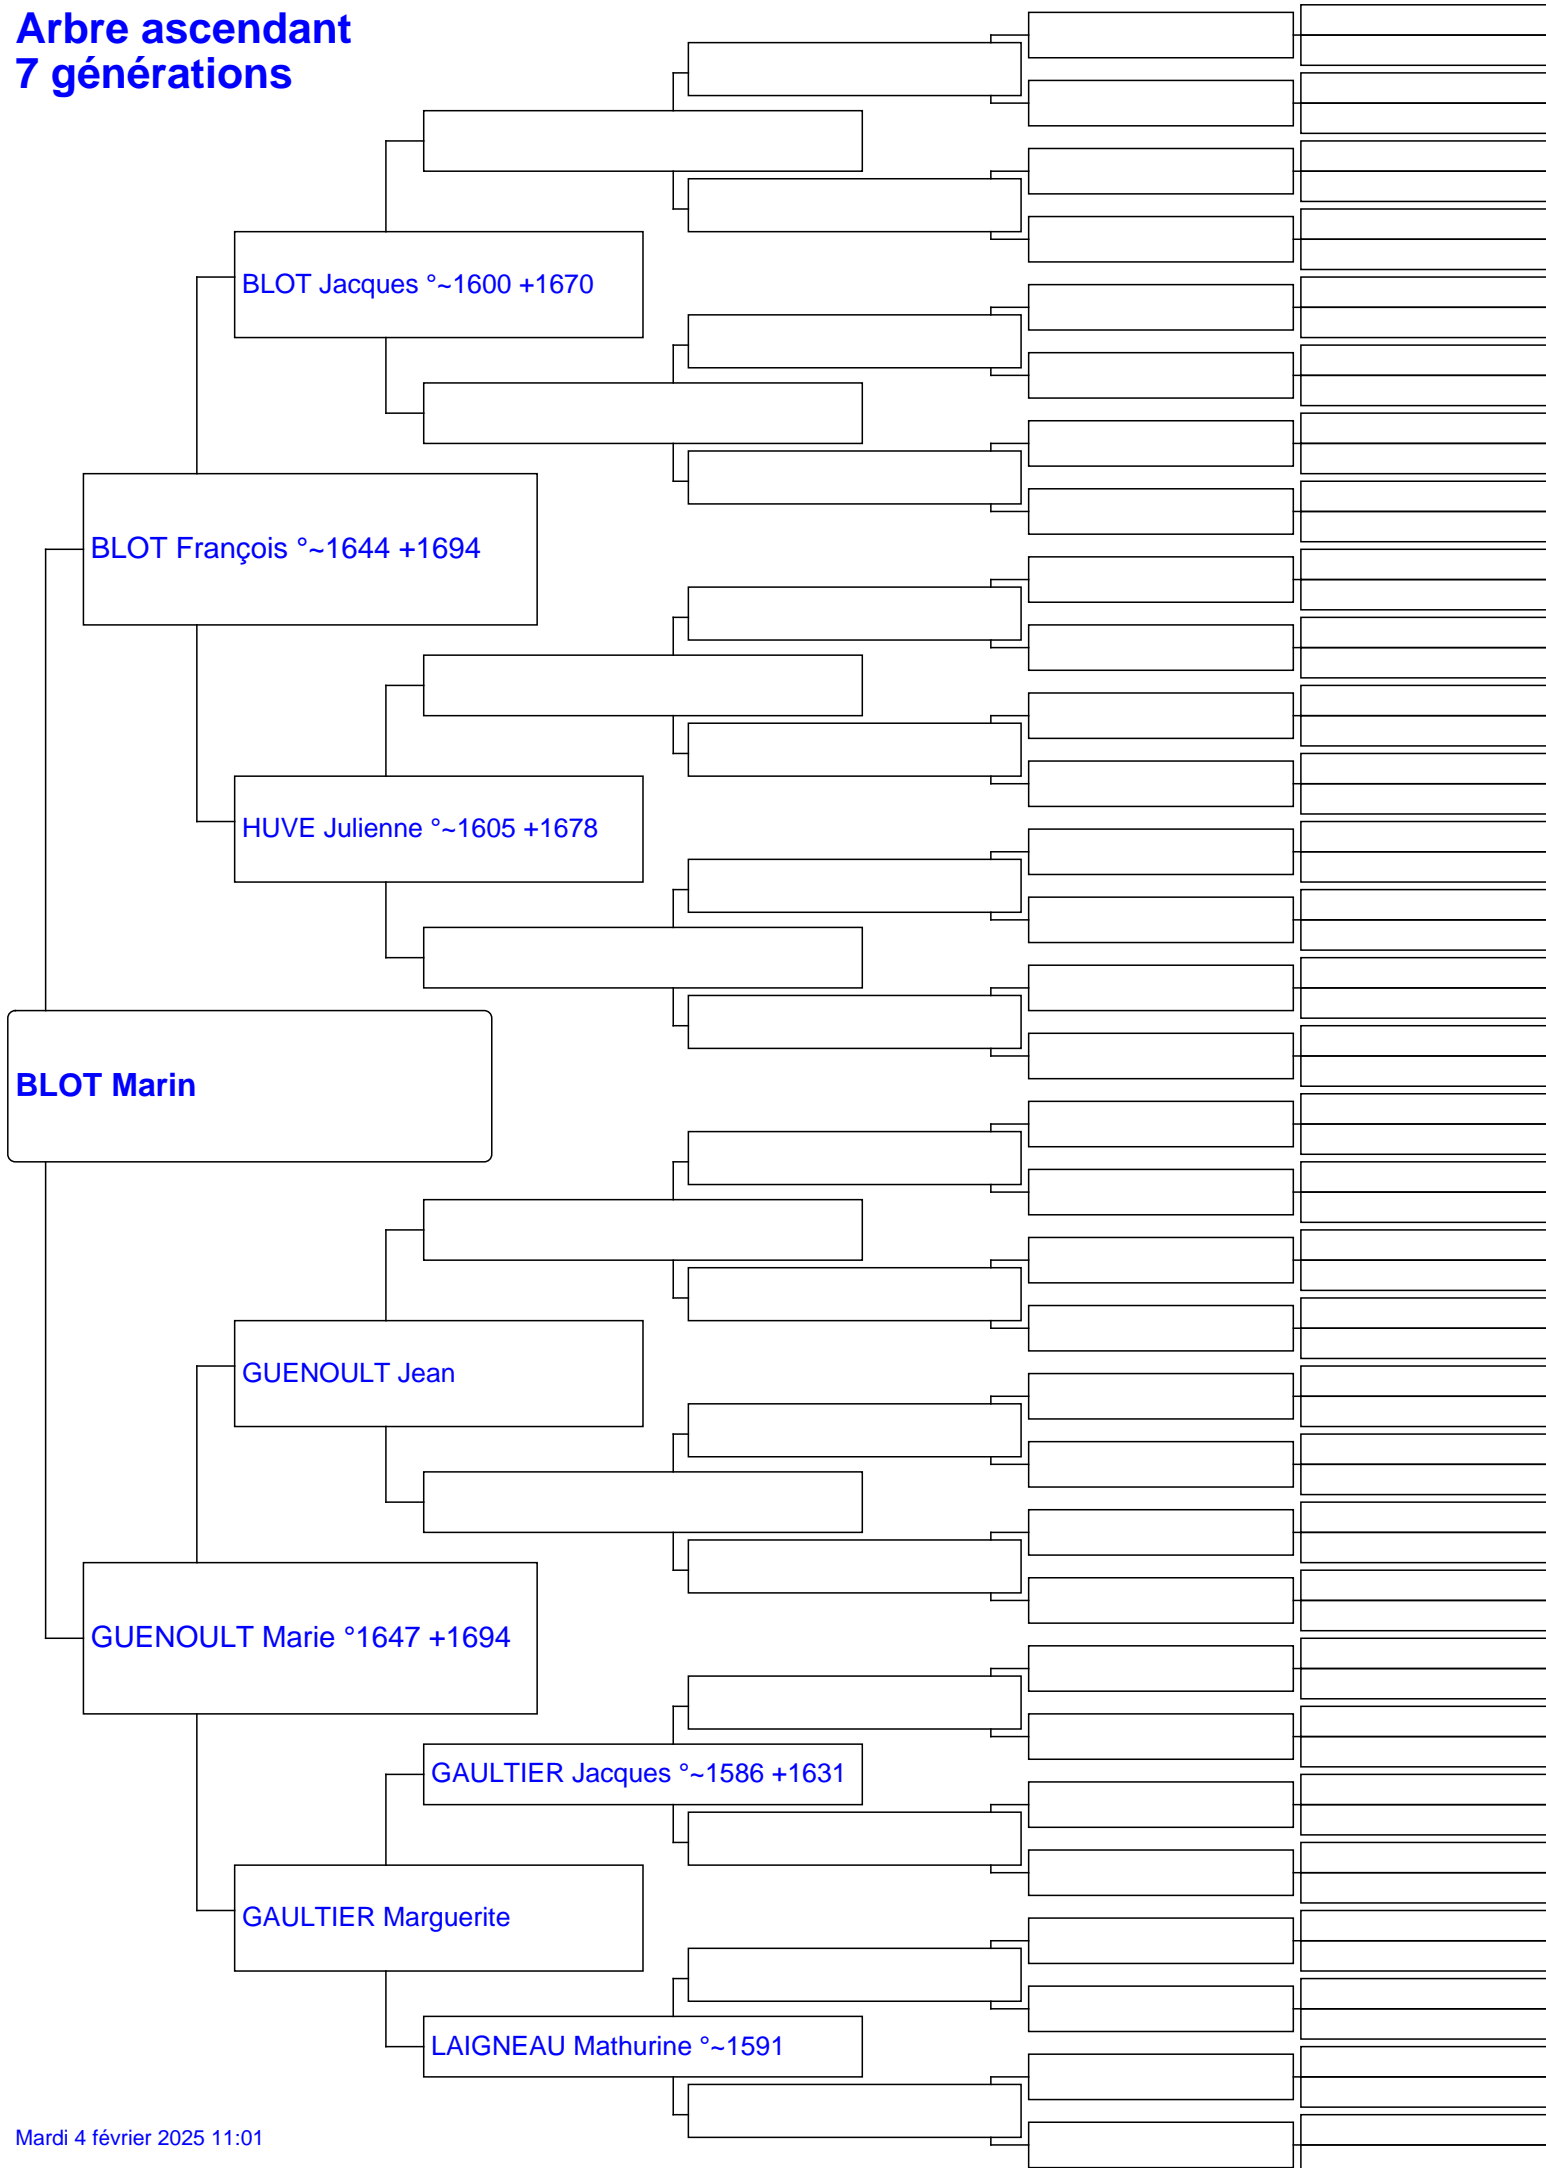 Arbre ascendant
7 générations
BLOT Jacques °~1600 +1670
BLOT François °~1644 +1694
HUVE Julienne °~1605 +1678
BLOT Marin
GUENOULT Jean
GUENOULT Marie °1647 +1694
GAULTIER Jacques °~1586 +1631
GAULTIER Marguerite
LAIGNEAU Mathurine °~1591
Mardi 4 février 2025 11:01